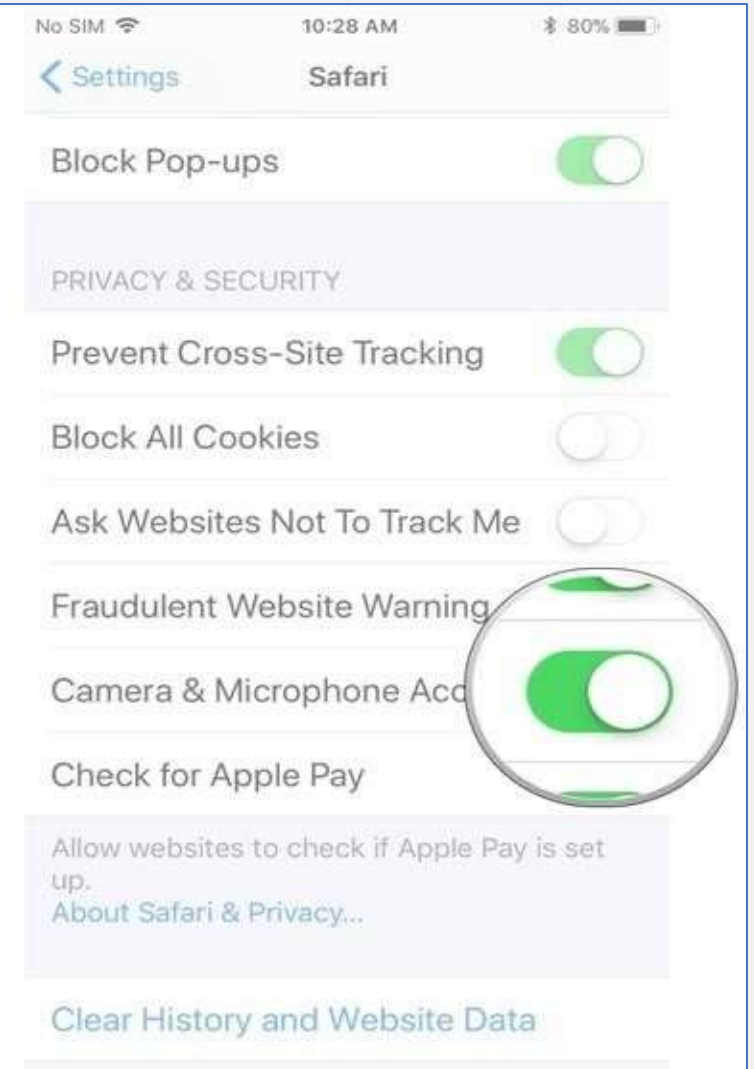 No SIM 10:28 AM 80%
Settings Safari
Block Pop-ups
PRIVACY & SECURITY
Prevent Cross-Site Tracking
Block All Cookies
Ask Websites Not To Track Me
Fraudulent Website Warning
Camera & Microphone Acc
Check for Apple Pay
Allow websites to check if Apple Pay is set
up.
About Safari & Privacy...
Clear History and Website Data